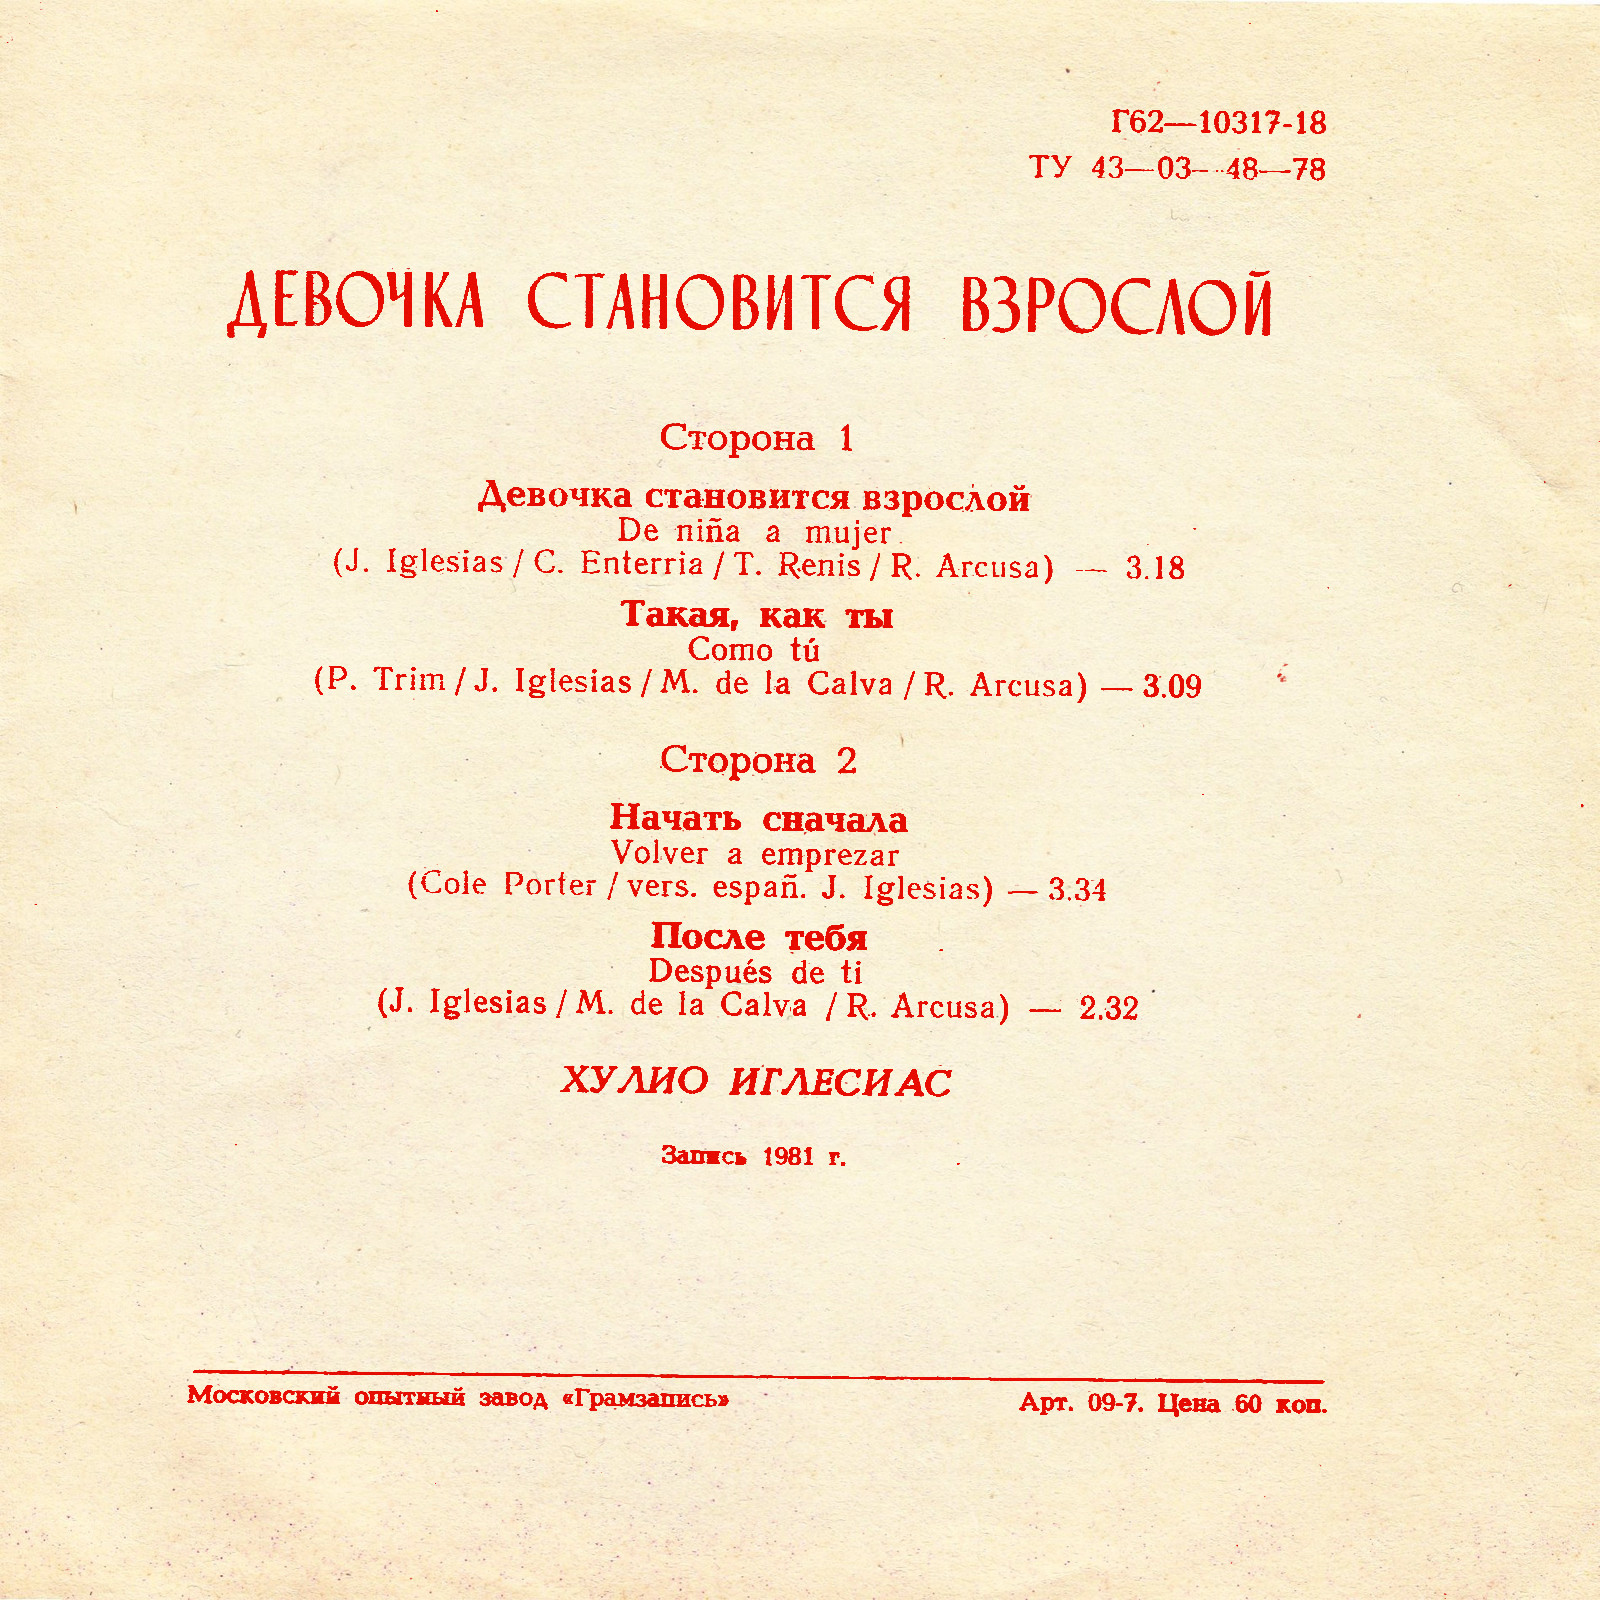 Г62—10317-18
ТУ 43—03—48—78
ДЕВОЧКА СТАНОВИТСЯ ВЗРОСЛОЙ
Сторона 1
Девочка становится взрослой
De niña a mujer
(J. Iglesias / C. Enterria / T. Renis / R. Arcusa) — 3.18
Такая, как ты
Como tú
(P. Trim / J. Iglesias / M. de la Calva / R. Arcusa) — 3.09
Сторона 2
Начать сначала
Volver a emprezar
(Cole Porter / vers. españ. J. Iglesias) — 3.34
После тебя
Después de ti
(J. Iglesias / M. de la Calva / R. Arcusa) — 2.32
ХУЛИО ИГЛЕСИАС
Запись 1981 г.
Московский опытный завод «Грамзапись»
Арт. 09-7. Цена 60 коп.